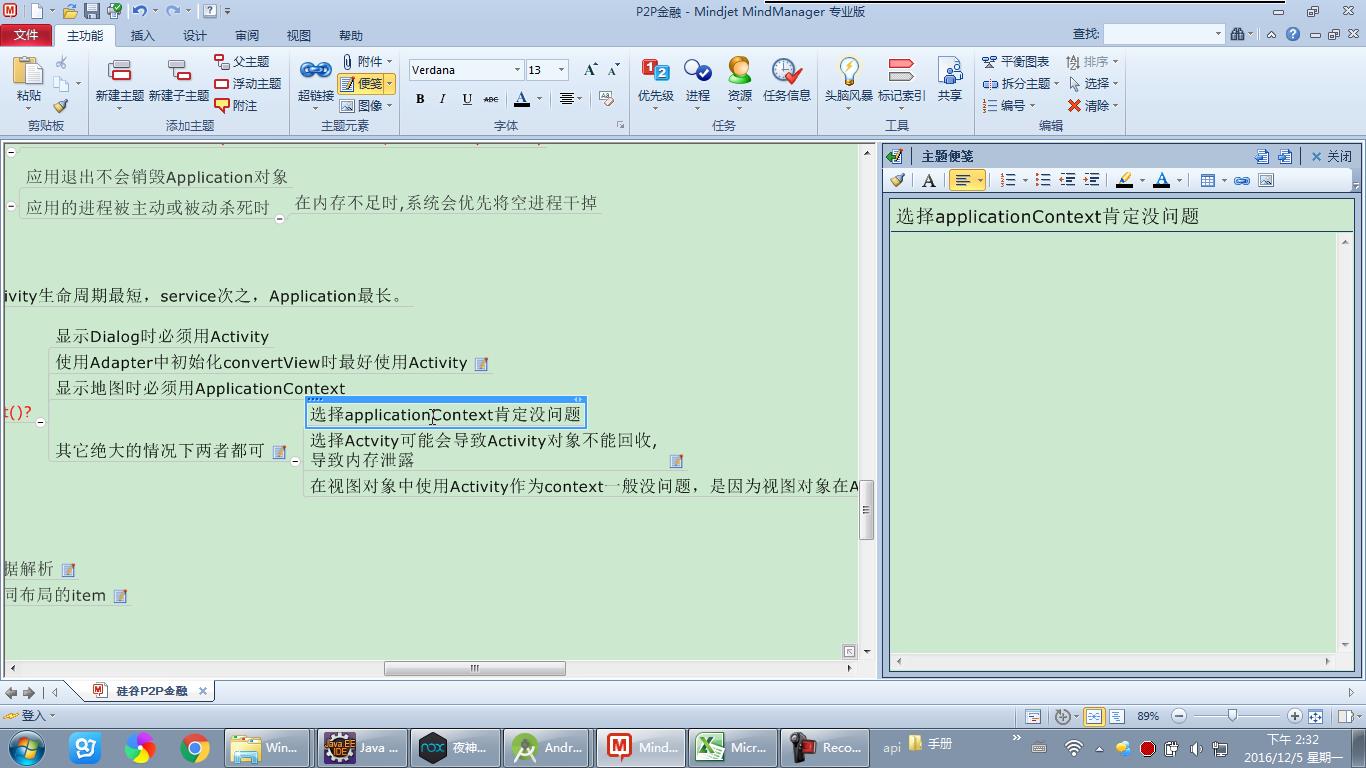 P2P金融 - Mindjet MindManager 专业版
文件 主功能 插入 设计 审阅 视图 帮助 查找:
粘贴 新建主题 新建子主题 父主题 浮动主题 附注 超链接 附件 便笺 图像
Verdana 13
B I U ABC A
优先级 进程 资源 任务信息 头脑风暴 标记索引 共享 平衡图表 拆分主题 编号 排序 选择 清除
剪贴板 添加主题 主题元素 字体 任务 工具 编辑
应用退出不会销毁Application对象
应用的进程被主动或被动杀死时
在内存不足时,系统会优先将空进程干掉
ivity生命周期最短，service次之，Application最长。
显示Dialog时必须用Activity
使用Adapter中初始化convertView时最好使用Activity
显示地图时必须用ApplicationContext
t()?
其它绝大的情况下两者都可
选择applicationContext肯定没问题
选择Actvity可能会导致Activity对象不能回收,
导致内存泄露
在视图对象中使用Activity作为context一般没问题，是因为视图对象在A
据解析
同布局的item
主题便笺 关闭
选择applicationContext肯定没问题
硅谷P2P金融
登入 89%
Win... Java ... 夜神... Andr... Mind... Micr... Reco... api 手册
下午 2:32
2016/12/5 星期一